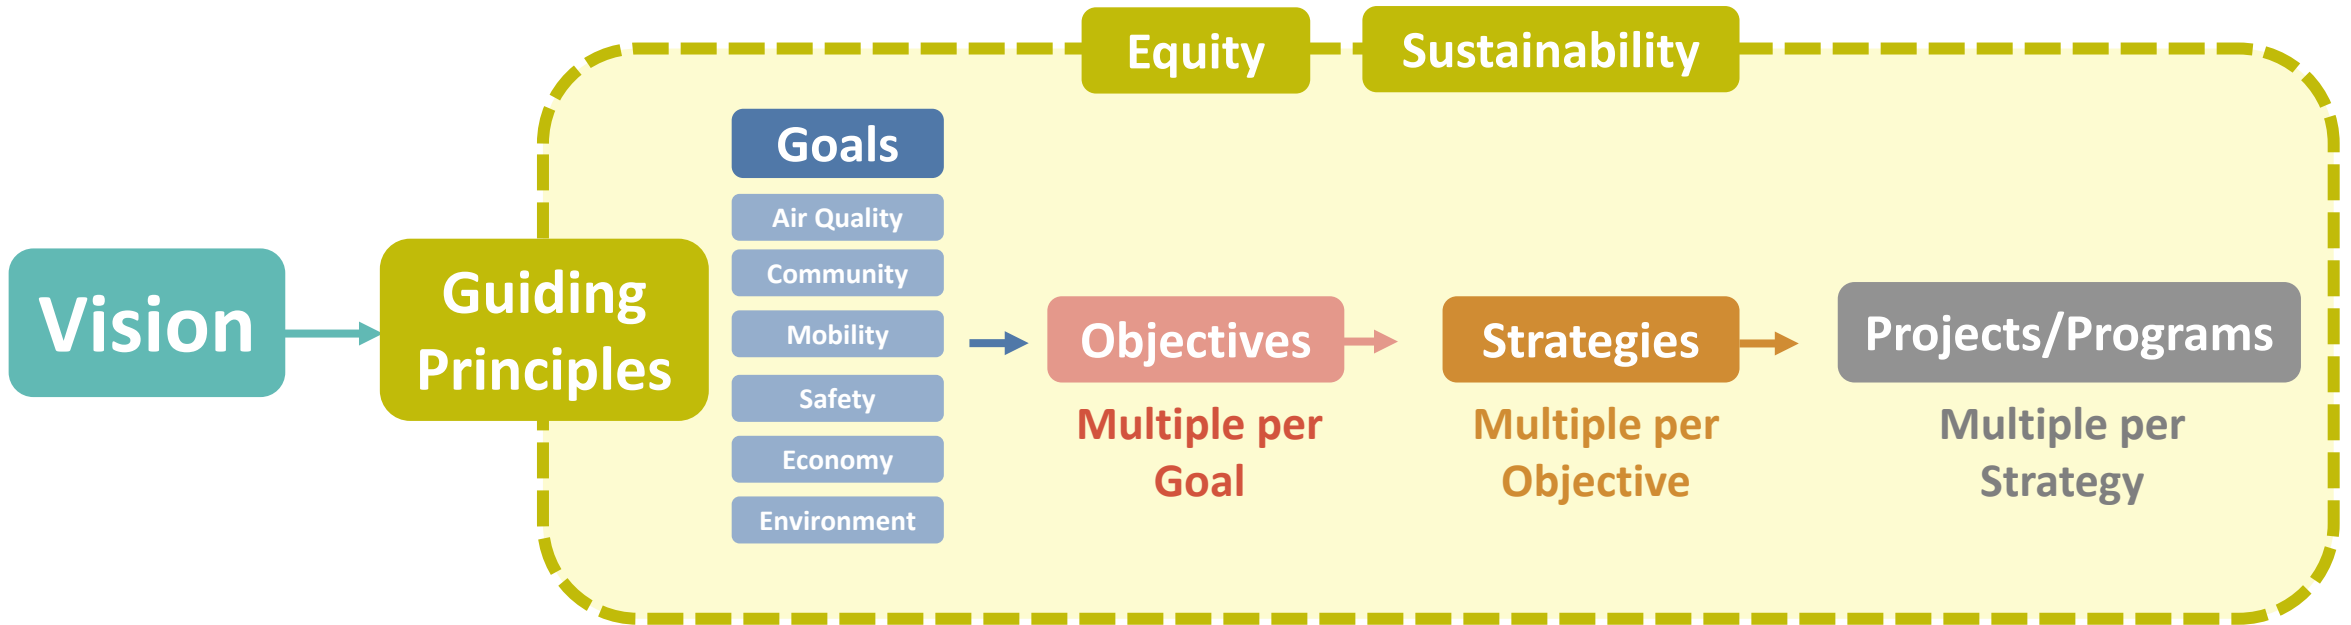 Equity
Sustainability
Vision
Guiding
Principles
Goals
Air Quality
Community
Mobility
Safety
Economy
Environment
Objectives
Multiple per
Goal
Strategies
Multiple per
Objective
Projects/Programs
Multiple per
Strategy